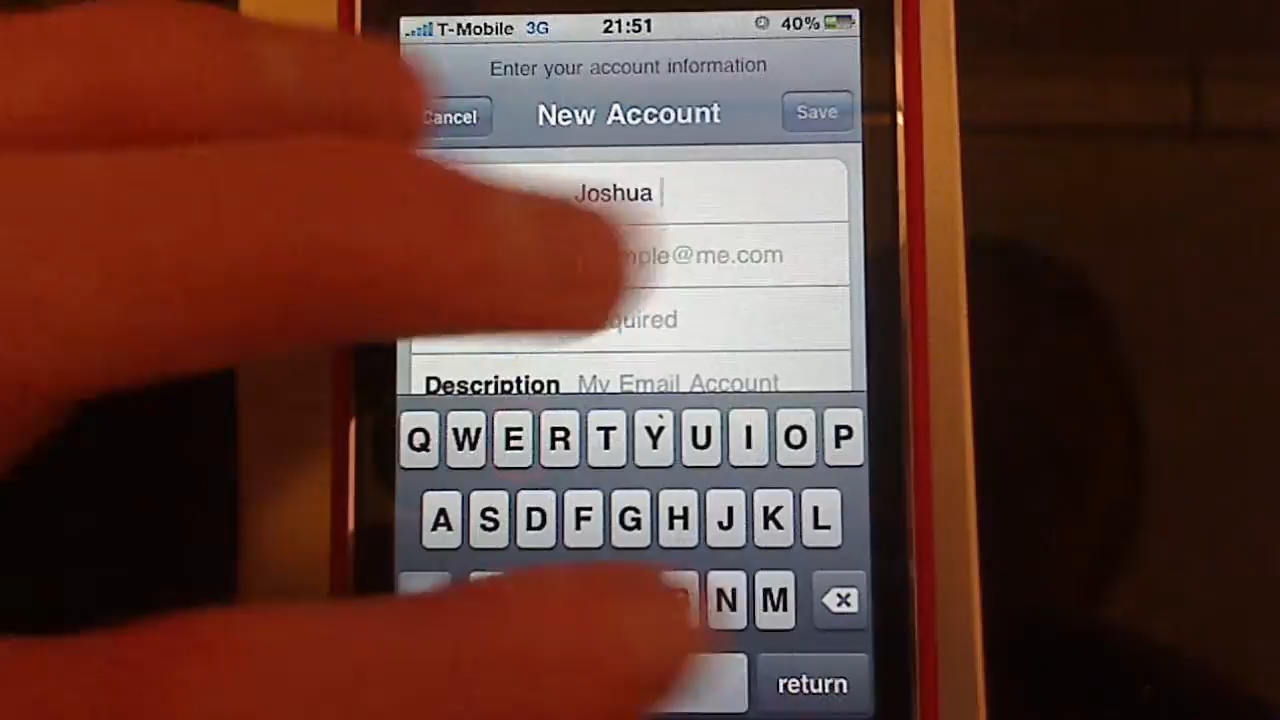 T-Mobile 3G 21:51 40%
Enter your account information
Cancel New Account Save
Joshua
mple@me.com
quired
Description My Email Account
Q W E R T Y U I O P
A S D F G H J K L
N M
return